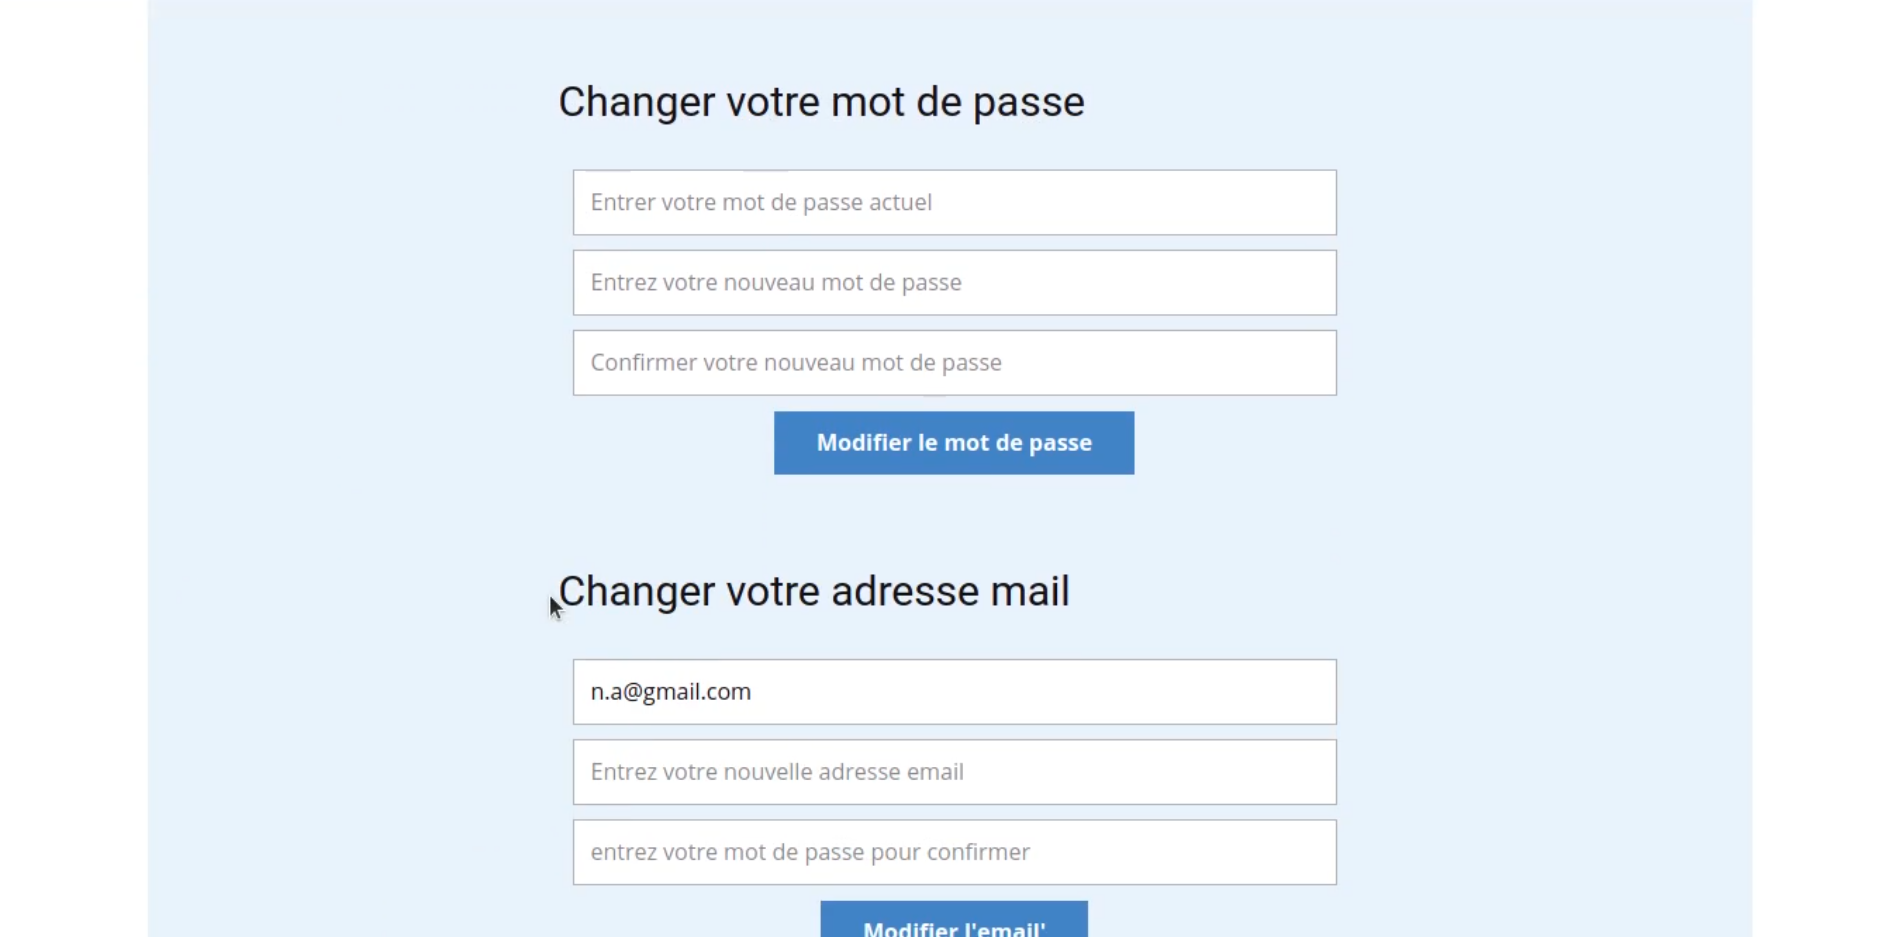 Changer votre mot de passe
Entrer votre mot de passe actuel
Entrez votre nouveau mot de passe
Confirmer votre nouveau mot de passe
Modifier le mot de passe
Changer votre adresse mail
n.a@gmail.com
Entrez votre nouvelle adresse email
entrez votre mot de passe pour confirmer
Modifier l'email'